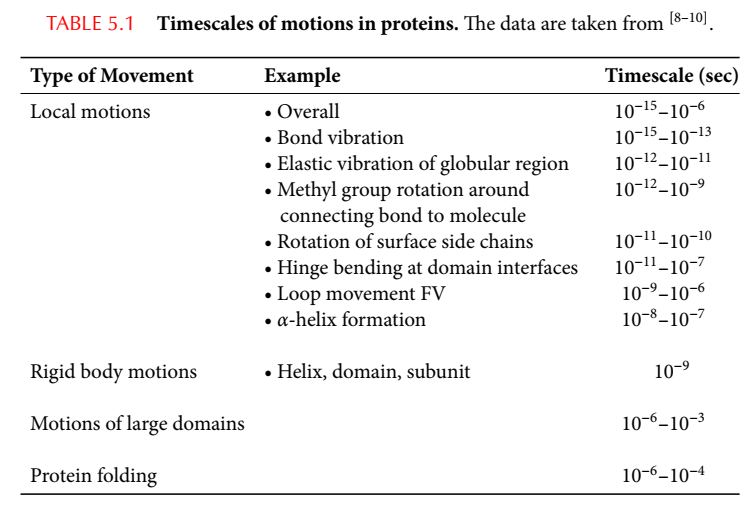 TABLE 5.1 Timescales of motions in proteins. The data are taken from [8–10].
Type of Movement Example Timescale (sec)
Local motions • Overall 10⁻¹⁵–10⁻⁶
• Bond vibration 10⁻¹⁵–10⁻¹³
• Elastic vibration of globular region 10⁻¹²–10⁻¹¹
• Methyl group rotation around 10⁻¹²–10⁻⁹
connecting bond to molecule
• Rotation of surface side chains 10⁻¹¹–10⁻¹⁰
• Hinge bending at domain interfaces 10⁻¹¹–10⁻⁷
• Loop movement FV 10⁻⁹–10⁻⁶
• α-helix formation 10⁻⁸–10⁻⁷
Rigid body motions • Helix, domain, subunit 10⁻⁹
Motions of large domains 10⁻⁶–10⁻³
Protein folding 10⁻⁶–10⁻⁴